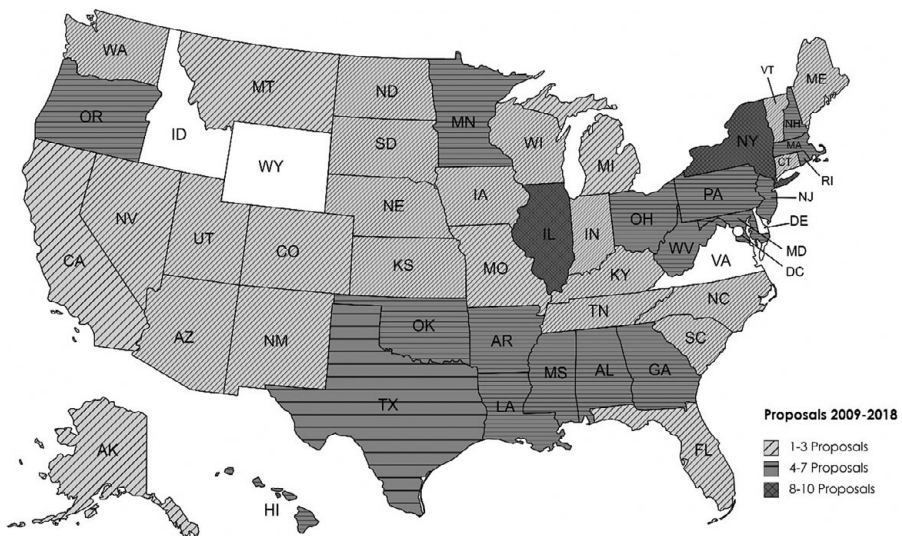 WA
MT
ND
MN
OR
ID
SD
WY
WI
MI
VT
ME
NH
NY
MA
CT
RI
IA
NE
PA
NJ
NV
UT
CO
IL
IN
OH
DE
MD
DC
WV
VA
CA
KS
MO
KY
NC
TN
SC
AZ
NM
OK
AR
MS
AL
GA
TX
LA
FL
AK
HI
Proposals 2009-2018
1-3 Proposals
4-7 Proposals
8-10 Proposals